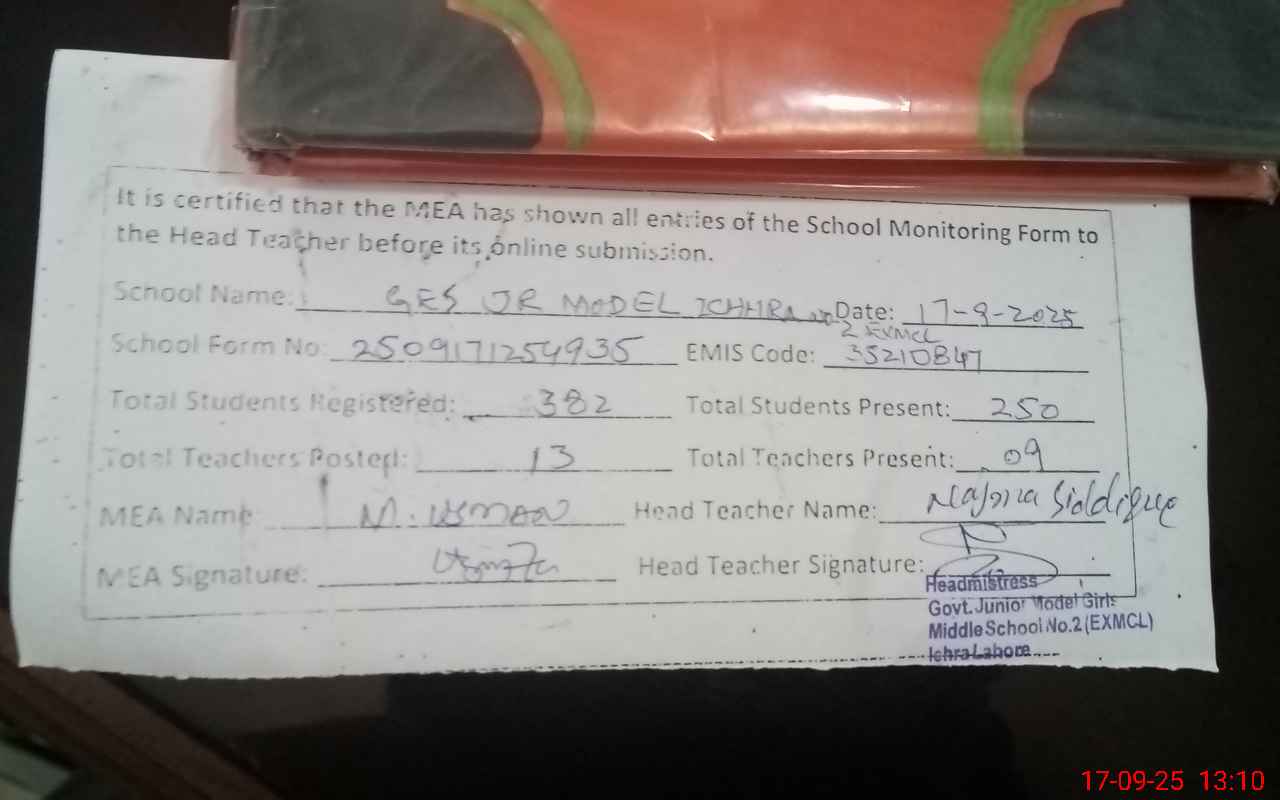 It is certified that the MEA has shown all entries of the School Monitoring Form to
the Head Teacher before its online submission.
School Name: GES JR MODEL ICHHRA Date: 17-9-2025
2 EXMCL
School Form No: 2509171254935 EMIS Code: 35210847
Total Students Registered: 382 Total Students Present: 250
Total Teachers Posted: 13 Total Teachers Present: 09
MEA Name: M. USMAN Head Teacher Name: Najma Siddique
MEA Signature: Head Teacher Signature:
Headmistress
Govt. Junior Model Girls
Middle School No.2 (EXMCL)
Ichra Lahore
17-09-25 13:10